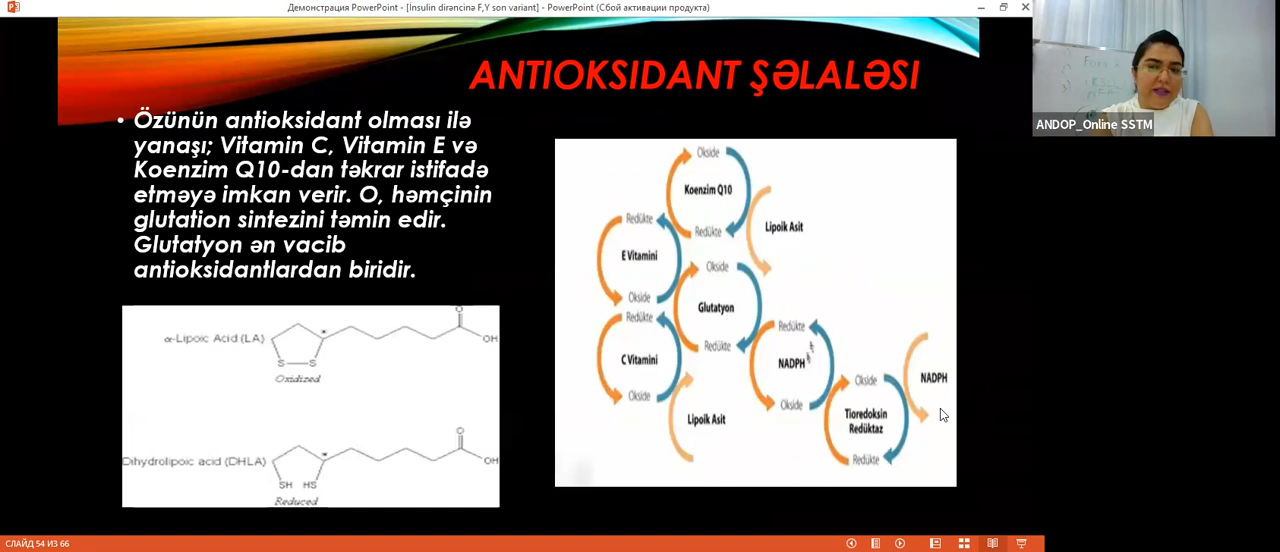 Демонстрация PowerPoint - [İnsulin dirəncinə F,Y son variant] - PowerPoint (Сбой активации продукта)
ANTIOKSIDANT ŞƏLALƏSI
• Özünün antioksidant olması ilə
yanaşı; Vitamin C, Vitamin E və
Koenzim Q10-dan təkrar istifadə
etməyə imkan verir. O, həmçinin
glutation sintezini təmin edir.
Glutatyon ən vacib
antioksidantlardan biridir.
α-Lipoic Acid (LA)
O
OH
S S
*
Oxidized
Dihydrolipoic acid (DHLA)
O
OH
SH HS
*
Reduced
Okside
Koenzim Q10
Redükte
Lipoik Asit
Redükte
E Vitamini
Okside
Okside
Glutatyon
Redükte
Redükte
C Vitamini
Okside
Lipoik Asit
Redükte
NADPH
Okside
Okside
Tioredoksin
Redüktaz
Redükte
NADPH
ANDOP_Online SSTM
СЛАЙД 54 ИЗ 66